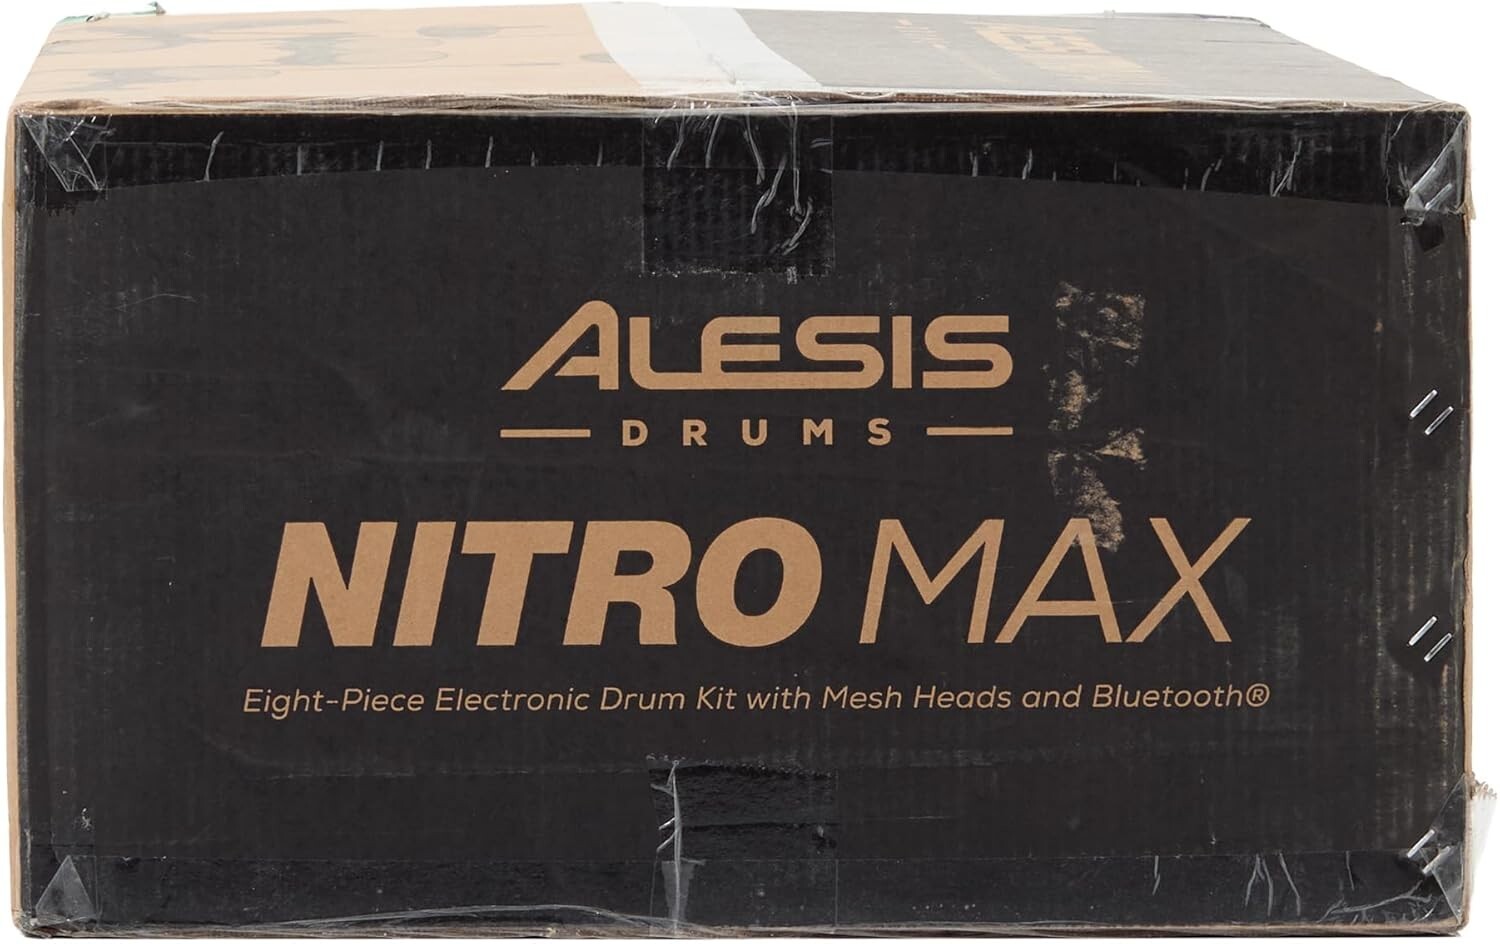 ALESIS
DRUMS
NITRO MAX
Eight-Piece Electronic Drum Kit with Mesh Heads and Bluetooth®